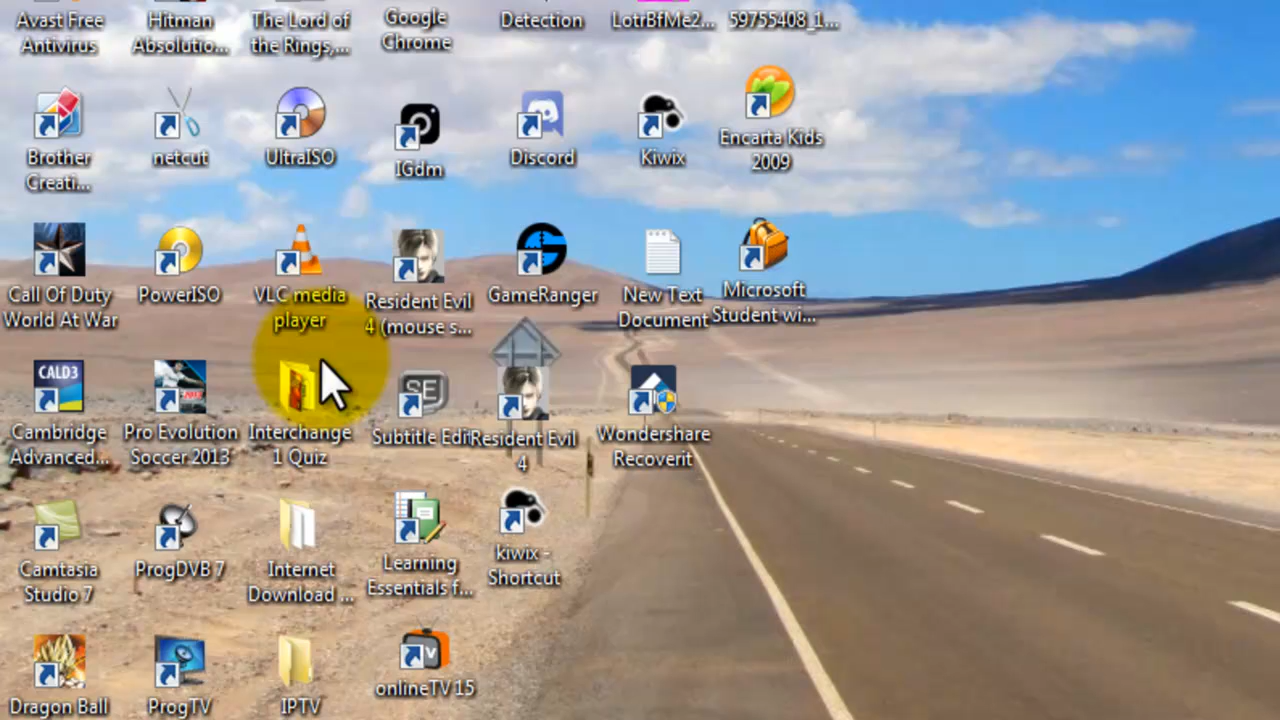 Avast Free
Antivirus
Hitman
Absolutio...
The Lord of
the Rings,...
Google
Chrome
Detection
LotrBfMe2...
59755408_1...
Brother
Creati...
netcut
UltraISO
IGdm
Discord
Kiwix
Encarta Kids
2009
Call Of Duty
World At War
PowerISO
VLC media
player
Resident Evil
4 (mouse s...
GameRanger
New Text
Document
Microsoft
Student wi...
CALD3
Cambridge
Advanced...
Pro Evolution
Soccer 2013
Interchange
1 Quiz
SE
Subtitle Edit
Resident Evil
4
Wondershare
Recoverit
Camtasia
Studio 7
ProgDVB 7
Internet
Download ...
Learning
Essentials f...
kiwix -
Shortcut
Dragon Ball
ProgTV
IPTV
onlineTV 15